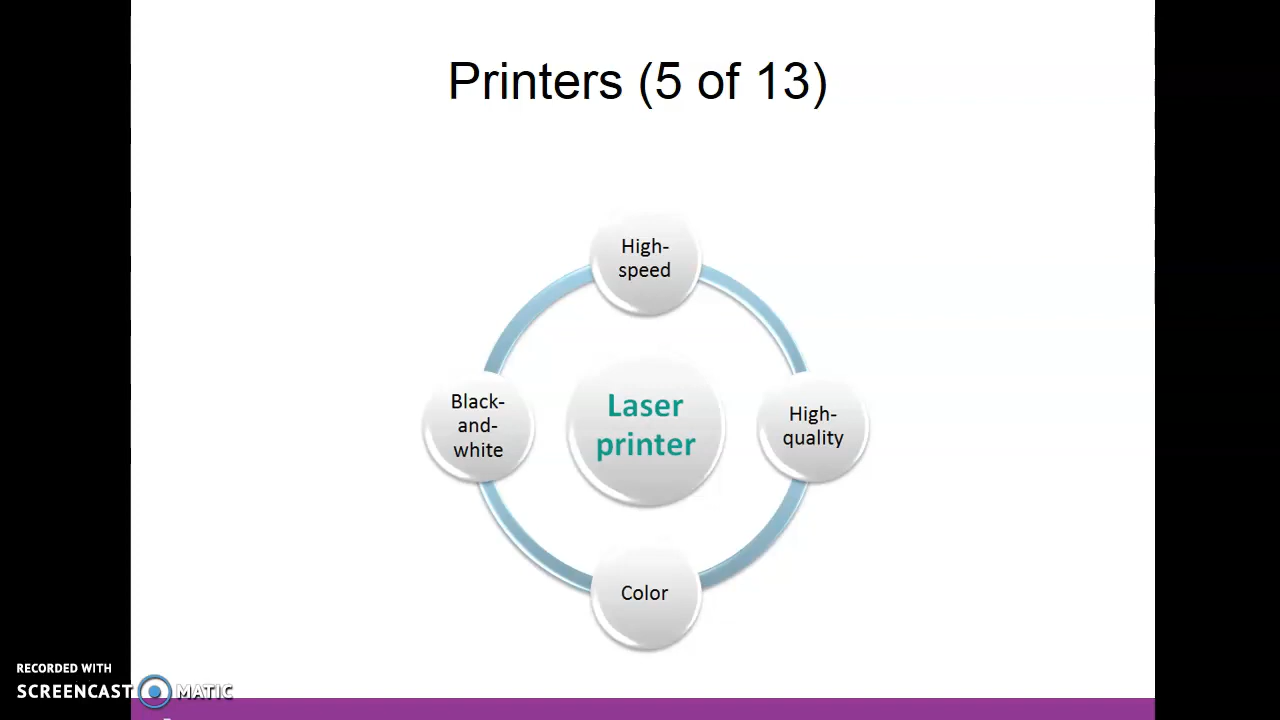 Printers (5 of 13)
High-
speed
Black-
and-
white
Laser
printer
High-
quality
Color
RECORDED WITH
SCREENCAST MATIC